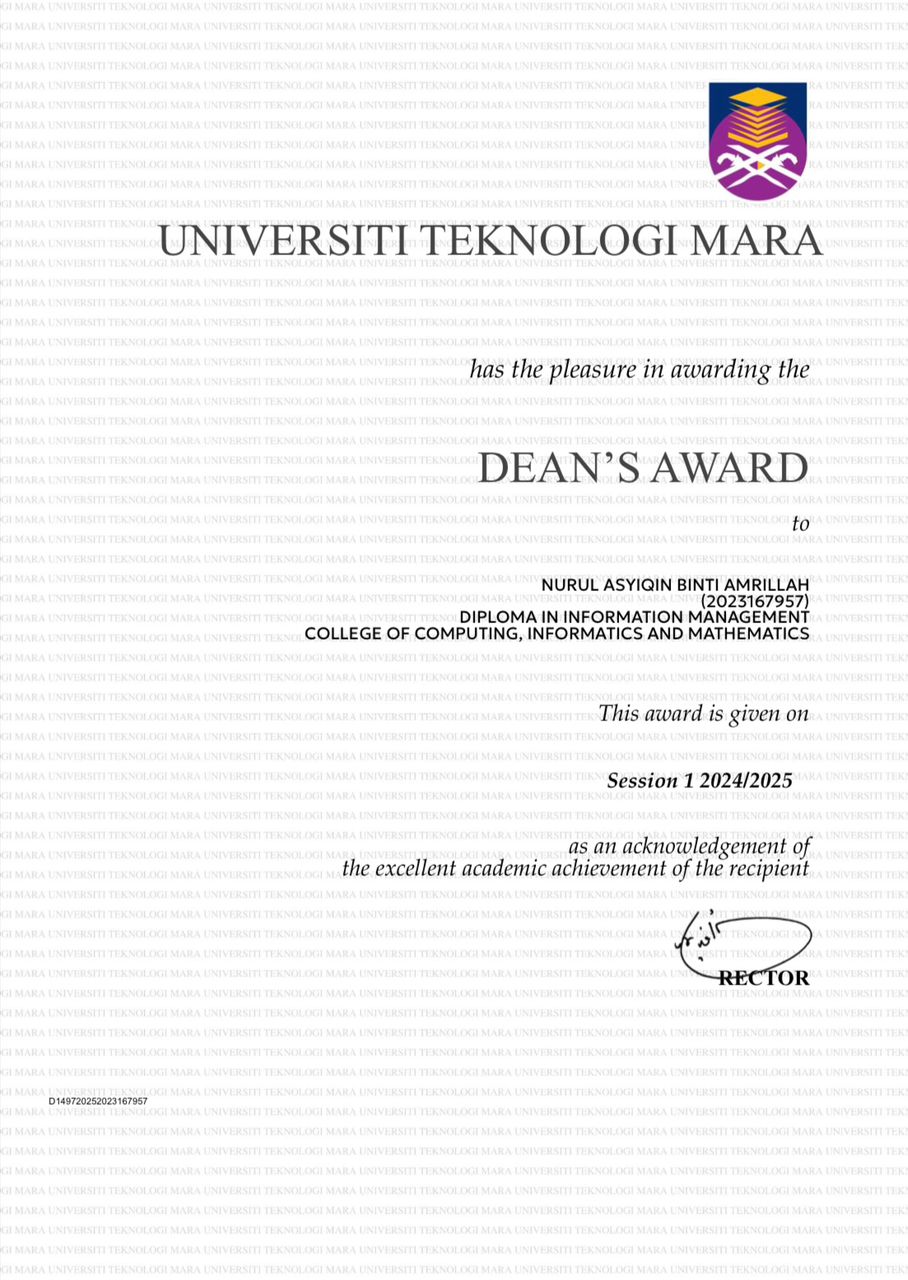 UNIVERSITI TEKNOLOGI MARA
has the pleasure in awarding the
DEAN’S AWARD
to
NURUL ASYIQIN BINTI AMRILLAH
(2023167957)
DIPLOMA IN INFORMATION MANAGEMENT
COLLEGE OF COMPUTING, INFORMATICS AND MATHEMATICS
This award is given on
Session 1 2024/2025
as an acknowledgement of
the excellent academic achievement of the recipient
RECTOR
D149720252023167957